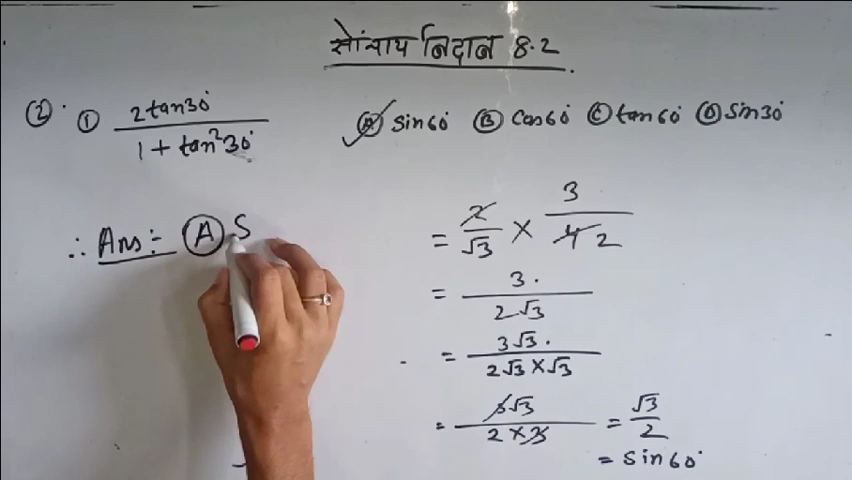 सोंत्याय निदान 8.2
② ① 2tan30° / 1 + tan²30°
Ⓐ Sin60° Ⓑ Cos60° Ⓒ tan60° Ⓓ Sin30°
∴ Ans :- Ⓐ S
= 2/√3 × 3/4 2
= 3. / 2√3
= 3√3. / 2√3 × √3
= 3√3 / 2×3 = √3/2
= Sin60°